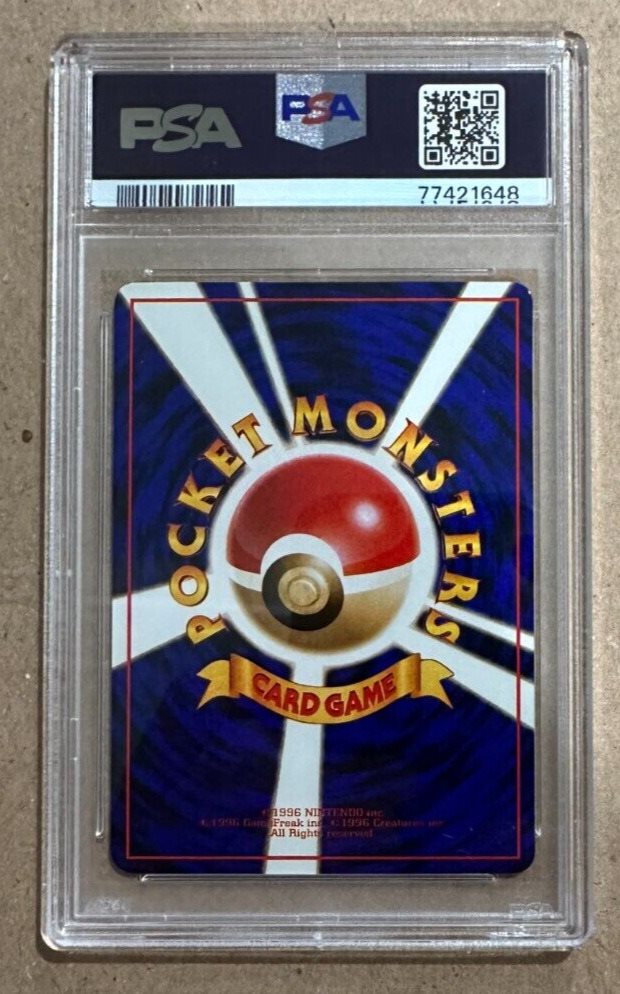 PSA
PSA
77421648
POCKET MONSTERS
CARD GAME
©1996 NINTENDO inc.
©1996 GameFreak inc. ©1996 Creatures inc.
All Rights reserved